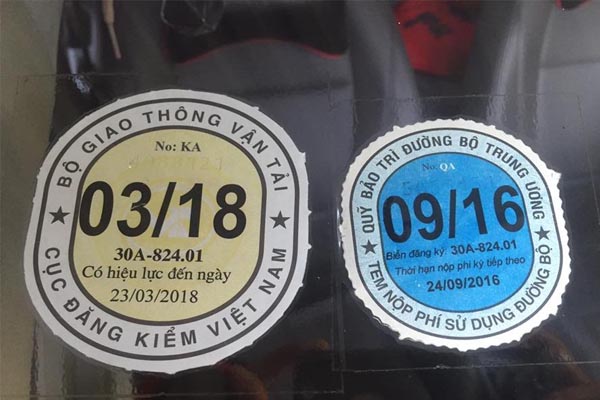 BỘ GIAO THÔNG VẬN TẢI
No: KA
03/18
30A-824.01
Có hiệu lực đến ngày
23/03/2018
CỤC ĐĂNG KIỂM VIỆT NAM
QUỸ BẢO TRÌ ĐƯỜNG BỘ TRUNG ƯƠNG
No. QA
09/16
Biển đăng ký: 30A-824.01
Thời hạn nộp phí kỳ tiếp theo
24/09/2016
TEM NỘP PHÍ SỬ DỤNG ĐƯỜNG BỘ